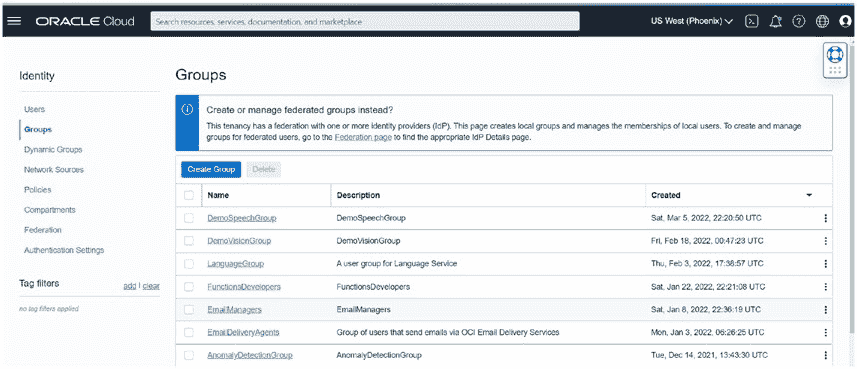 ORACLE Cloud
Search resources, services, documentation, and marketplace
US West (Phoenix)
Identity
Users
Groups
Dynamic Groups
Network Sources
Policies
Compartments
Federation
Authentication Settings
Tag filters
add | clear
no tag filters applied
Groups
Create or manage federated groups instead?
This tenancy has a federation with one or more identity providers (IdP). This page creates local groups and manages the memberships of local users. To create and manage
groups for federated users, go to the Federation page to find the appropriate IdP Details page.
Create Group Delete
Name Description Created
DemoSpeechGroup DemoSpeechGroup Sat, Mar 5, 2022, 22:20:50 UTC
DemoVisionGroup DemoVisionGroup Fri, Feb 18, 2022, 00:47:23 UTC
LanguageGroup A user group for Language Service Thu, Feb 3, 2022, 17:38:57 UTC
FunctionsDevelopers FunctionsDevelopers Sat, Jan 22, 2022, 22:21:08 UTC
EmailManagers EmailManagers Sat, Jan 8, 2022, 22:36:19 UTC
EmailDeliveryAgents Group of users that send emails via OCI Email Delivery Services Mon, Jan 3, 2022, 06:26:25 UTC
AnomalyDetectionGroup AnomalyDetectionGroup Tue, Dec 14, 2021, 13:43:30 UTC